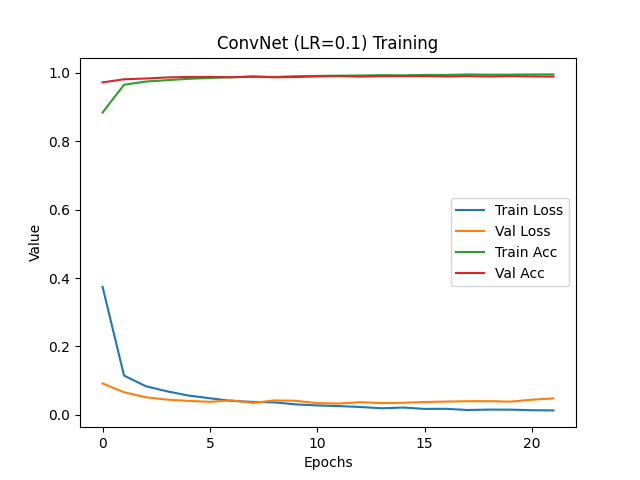 ConvNet (LR=0.1) Training
1.0
0.8
0.6
0.4
0.2
0.0
Value
Train Loss
Val Loss
Train Acc
Val Acc
0
5
10
15
20
Epochs